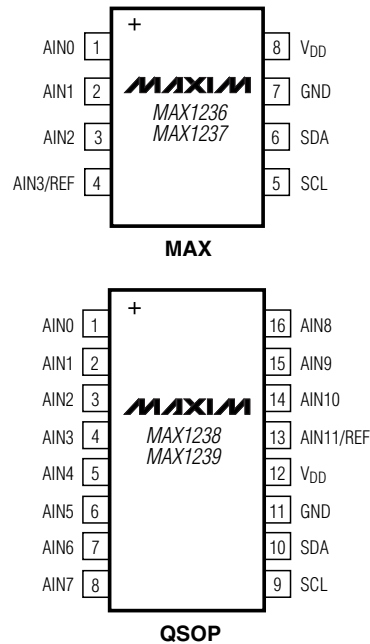 +
AIN0 1 8 VDD
AIN1 2 MAXIM 7 GND
MAX1236
MAX1237
AIN2 3 6 SDA
AIN3/REF 4 5 SCL
MAX
+
AIN0 1 16 AIN8
AIN1 2 15 AIN9
AIN2 3 MAXIM 14 AIN10
AIN3 4 MAX1238 13 AIN11/REF
MAX1239
AIN4 5 12 VDD
AIN5 6 11 GND
AIN6 7 10 SDA
AIN7 8 9 SCL
QSOP